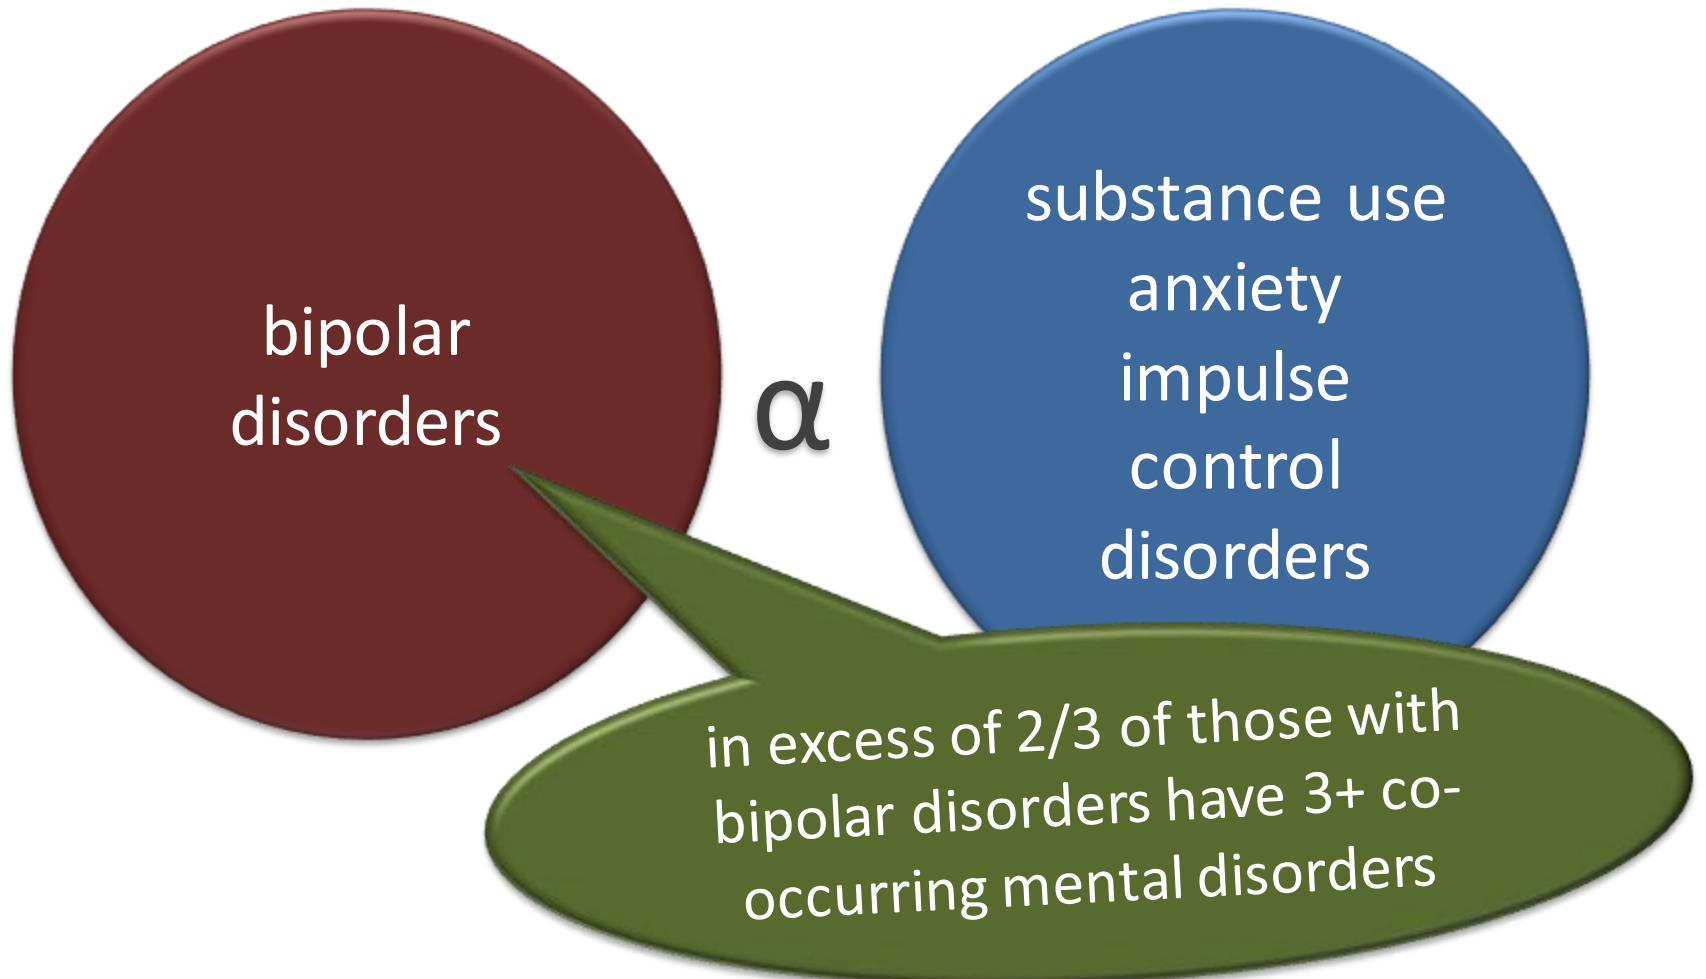 bipolar
disorders
α
substance use
anxiety
impulse
control
disorders
in excess of 2/3 of those with
bipolar disorders have 3+ co-
occurring mental disorders